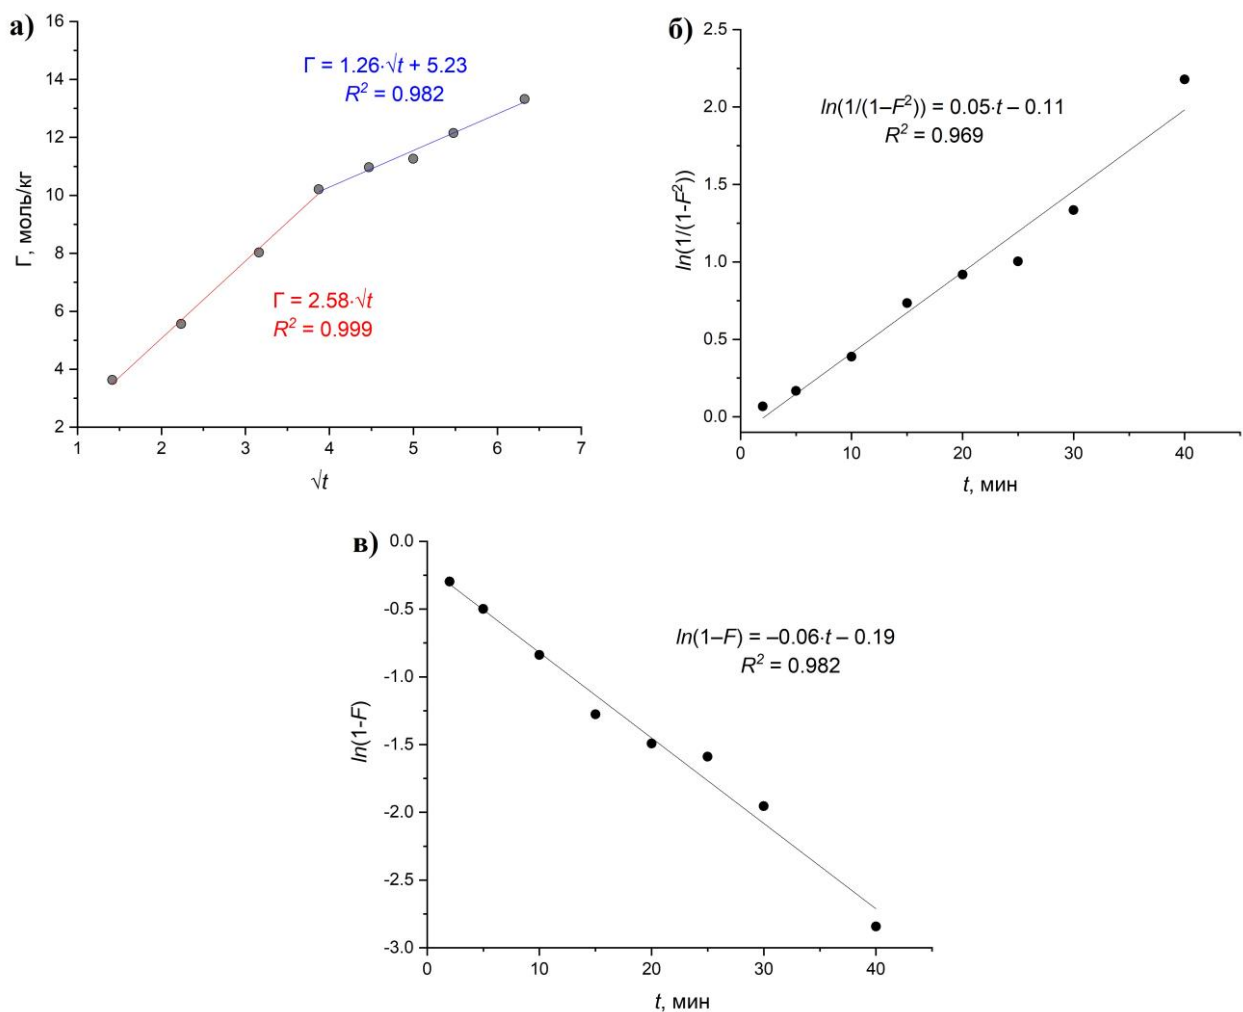 а)
16
14
12
10
8
6
4
2
Γ, моль/кг
Γ = 1.26·√t + 5.23
R² = 0.982
Γ = 2.58·√t
R² = 0.999
1 2 3 4 5 6 7
√t
б)
2.5
2.0
1.5
1.0
0.5
0.0
ln(1/(1-F²))
ln(1/(1–F²)) = 0.05·t – 0.11
R² = 0.969
0 10 20 30 40
t, мин
в)
0.0
-0.5
-1.0
-1.5
-2.0
-2.5
-3.0
ln(1-F)
ln(1–F) = –0.06·t – 0.19
R² = 0.982
0 10 20 30 40
t, мин